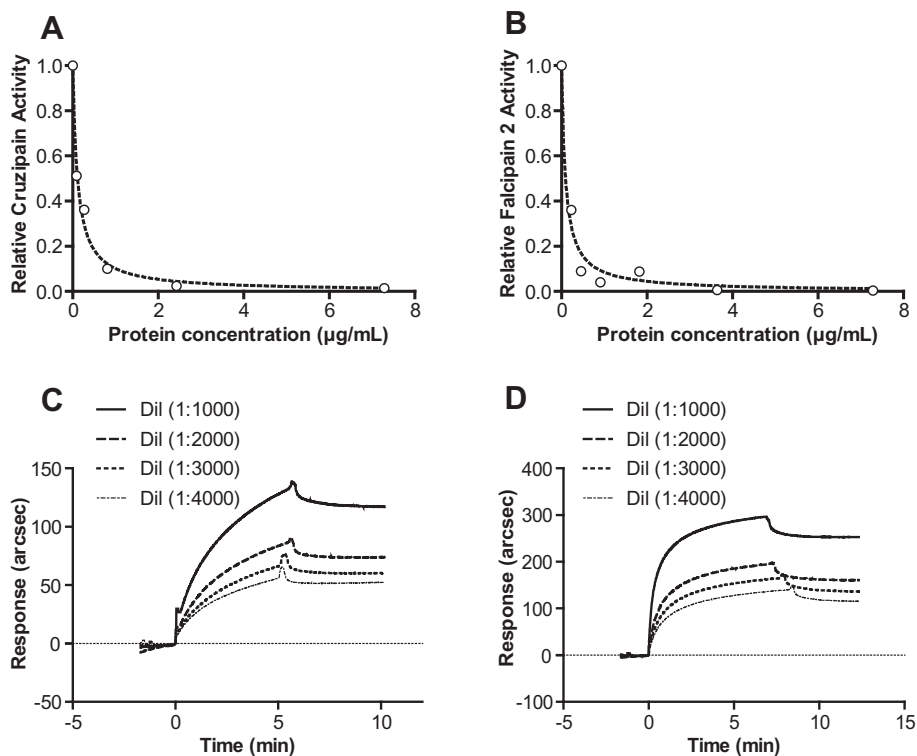 A
Relative Cruzipain Activity
1.0
0.8
0.6
0.4
0.2
0.0
0 2 4 6 8
Protein concentration (µg/mL)
B
Relative Falcipain 2 Activity
1.0
0.8
0.6
0.4
0.2
0.0
0 2 4 6 8
Protein concentration (µg/mL)
C
Dil (1:1000)
Dil (1:2000)
Dil (1:3000)
Dil (1:4000)
Response (arcsec)
150
100
50
0
-50
-5 0 5 10
Time (min)
D
Dil (1:1000)
Dil (1:2000)
Dil (1:3000)
Dil (1:4000)
Response (arcsec)
400
300
200
100
0
-100
-5 0 5 10 15
Time (min)